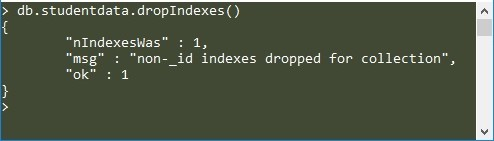 > db.studentdata.dropIndexes()
{
"nIndexesWas" : 1,
"msg" : "non-_id indexes dropped for collection",
"ok" : 1
}
>